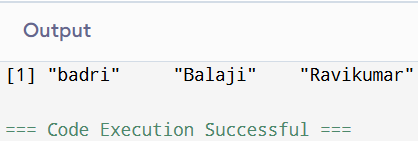 Output
[1] "badri"     "Balaji"    "Ravikumar"
=== Code Execution Successful ===